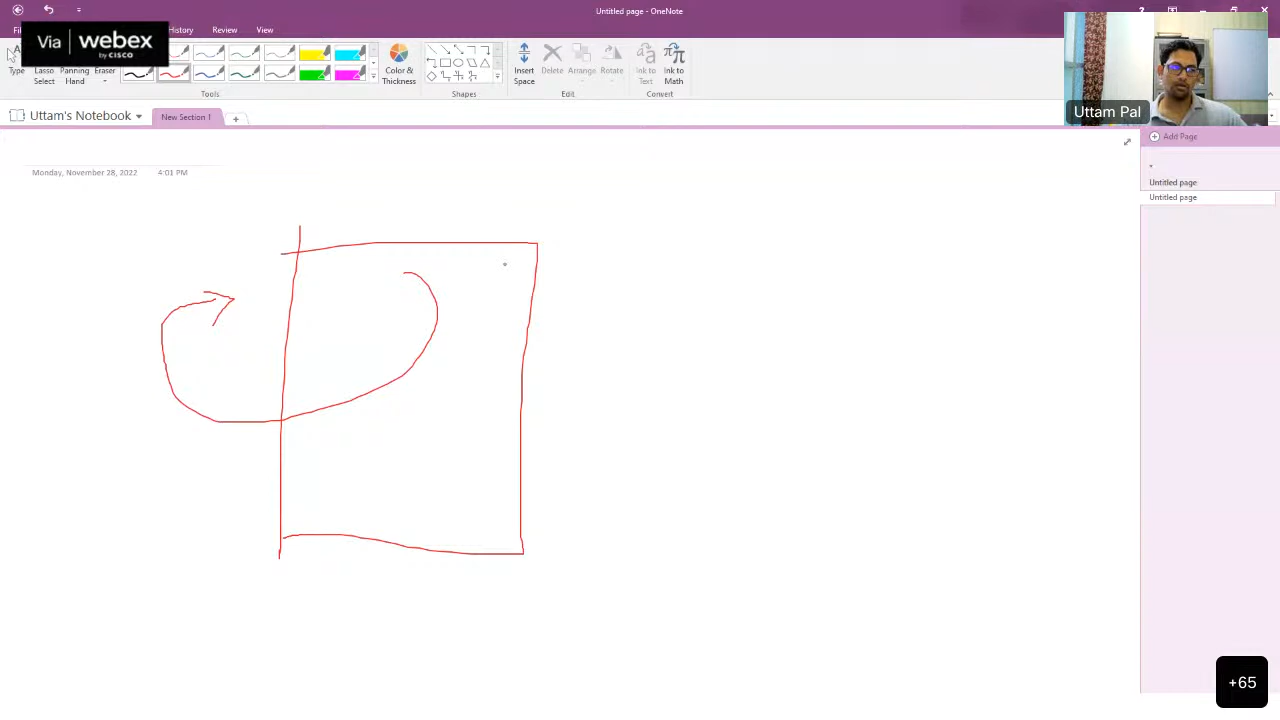 Untitled page - OneNote
Via webex
by CISCO
History Review View
Type
Lasso Select
Panning Hand
Eraser
Color & Thickness
Insert Space
Delete
Arrange
Rotate
Ink to Text
Ink to Math
Tools
Shapes
Edit
Convert
Uttam's Notebook
New Section 1
Uttam Pal
Add Page
Monday, November 28, 2022 4:01 PM
Untitled page
Untitled page
+65